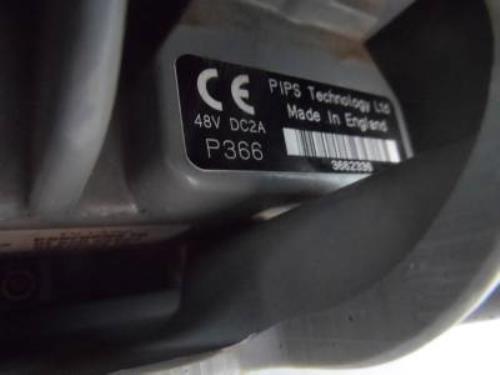 CE
PIPS Technology Ltd
Made In England
48V DC2A
P366
3662336